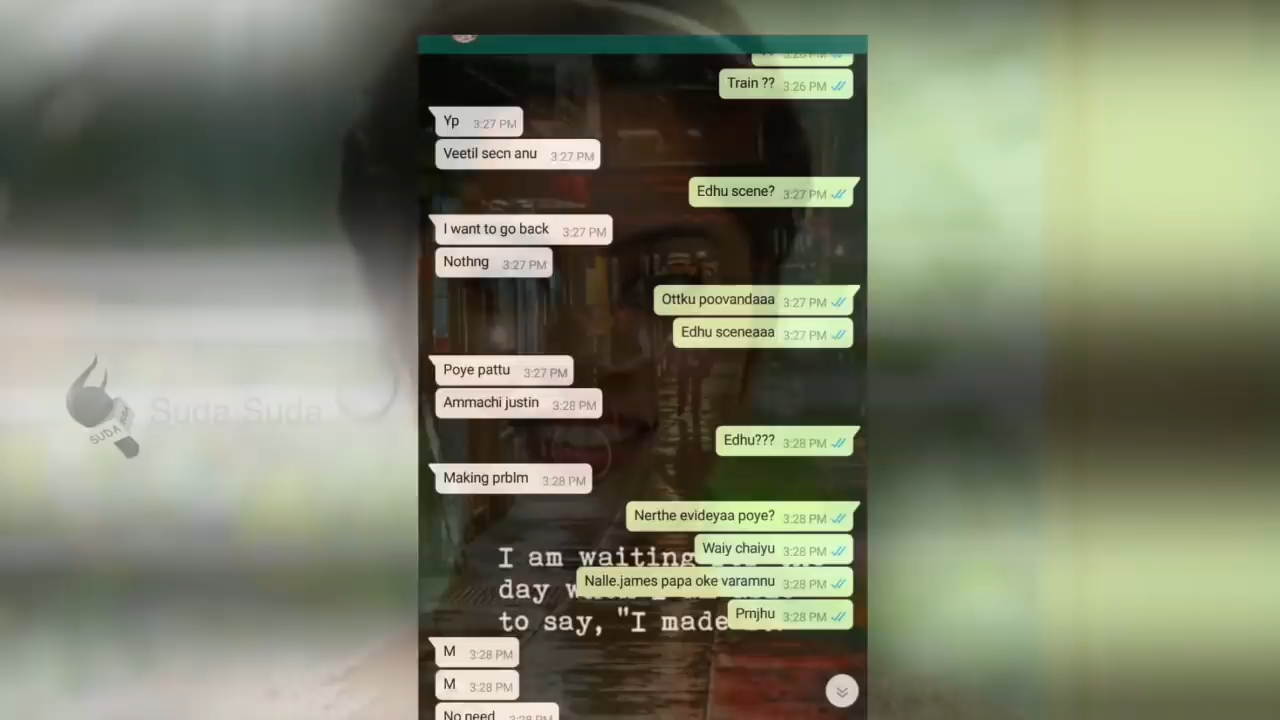 Train ?? 3:26 PM
Yp 3:27 PM
Veetil secn anu 3:27 PM
Edhu scene? 3:27 PM
I want to go back 3:27 PM
Nothng 3:27 PM
Ottku poovandaaa 3:27 PM
Edhu sceneaaa 3:27 PM
Poye pattu 3:27 PM
Ammachi justin 3:28 PM
Edhu??? 3:28 PM
Making prblm 3:28 PM
Nerthe evideyaa poye? 3:28 PM
Waiy chaiyu 3:28 PM
Nalle.james papa oke varamnu 3:28 PM
Prnjhu 3:28 PM
M 3:28 PM
M 3:28 PM
No need 3:28 PM
I am waiting
day
to say, "I made
Suda Suda
SUDA